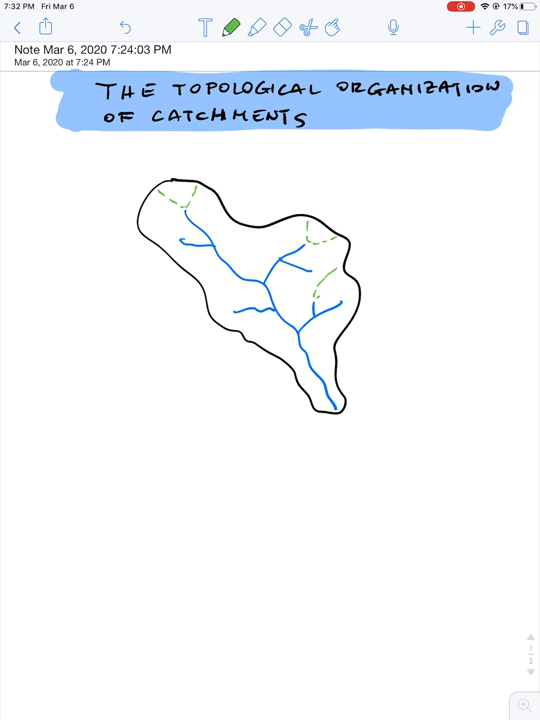 7:32 PM Fri Mar 6
17%
T
Note Mar 6, 2020 7:24:03 PM
Mar 6, 2020 at 7:24 PM
THE TOPOLOGICAL ORGANIZATION
OF CATCHMENTS
1
2